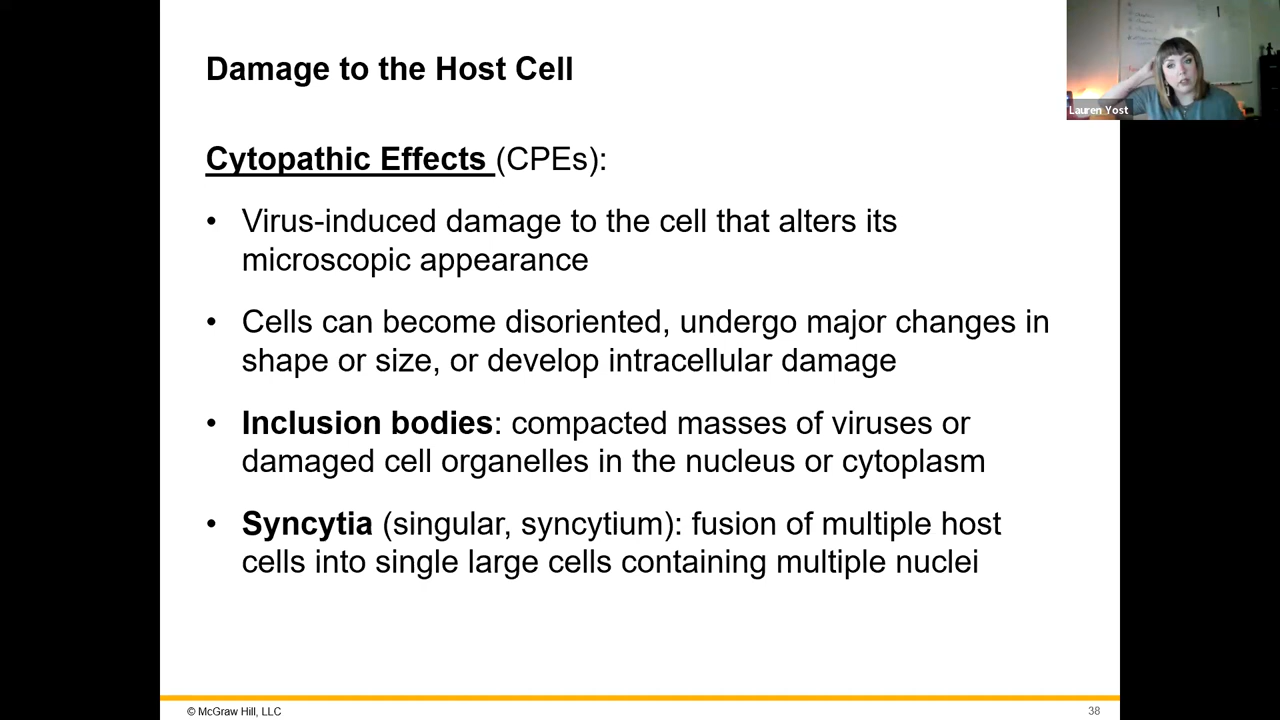 Damage to the Host Cell
Lauren Yost
Cytopathic Effects (CPEs):
• Virus-induced damage to the cell that alters its
microscopic appearance
• Cells can become disoriented, undergo major changes in
shape or size, or develop intracellular damage
• Inclusion bodies: compacted masses of viruses or
damaged cell organelles in the nucleus or cytoplasm
• Syncytia (singular, syncytium): fusion of multiple host
cells into single large cells containing multiple nuclei
© McGraw Hill, LLC
38